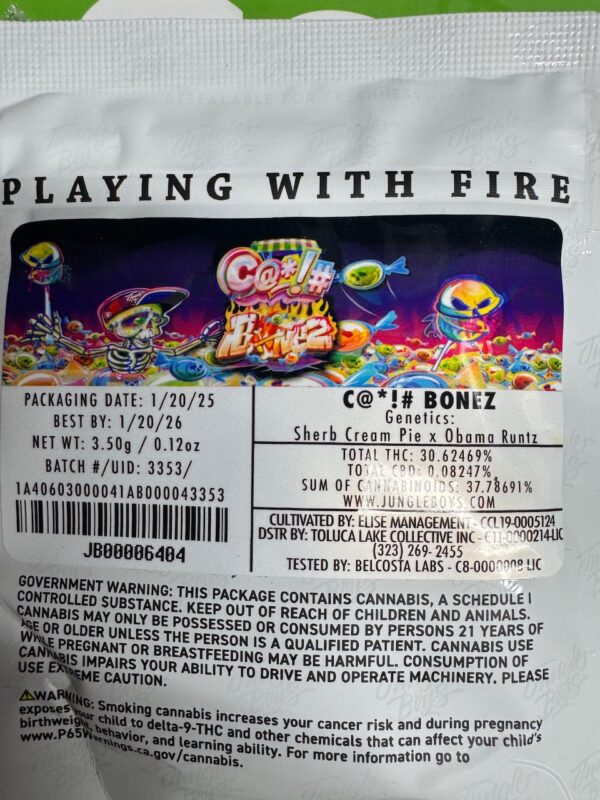 RESEALABLE FOR FRESHNESS
PLAYING WITH FIRE
C@*!#
BONEZ
PACKAGING DATE: 1/20/25
BEST BY: 1/20/26
NET WT: 3.50g / 0.12oz
BATCH #/UID: 3353/
1A40603000041AB000043353
JB00006404
C@*!# BONEZ
Genetics:
Sherb Cream Pie x Obama Runtz
TOTAL THC: 30.62469%
TOTAL CBD: 0.08247%
SUM OF CANNABINOIDS: 37.78691%
WWW.JUNGLEBOYS.COM
CULTIVATED BY: ELISE MANAGEMENT - CCL19-0005124
DSTR BY: TOLUCA LAKE COLLECTIVE INC - C11-0000214-LIC
(323) 269- 2455
TESTED BY: BELCOSTA LABS - C8-0000008 LIC
GOVERNMENT WARNING: THIS PACKAGE CONTAINS CANNABIS, A SCHEDULE I
CONTROLLED SUBSTANCE. KEEP OUT OF REACH OF CHILDREN AND ANIMALS.
CANNABIS MAY ONLY BE POSSESSED OR CONSUMED BY PERSONS 21 YEARS OF
AGE OR OLDER UNLESS THE PERSON IS A QUALIFIED PATIENT. CANNABIS USE
WHILE PREGNANT OR BREASTFEEDING MAY BE HARMFUL. CONSUMPTION OF
CANNABIS IMPAIRS YOUR ABILITY TO DRIVE AND OPERATE MACHINERY. PLEASE
USE EXTREME CAUTION.
⚠WARNING: Smoking cannabis increases your cancer risk and during pregnancy
exposes your child to delta-9-THC and other chemicals that can affect your child's
birthweight, behavior, and learning ability. For more information go to
www.P65Warnings.ca.gov/cannabis.
Jungle
Boys